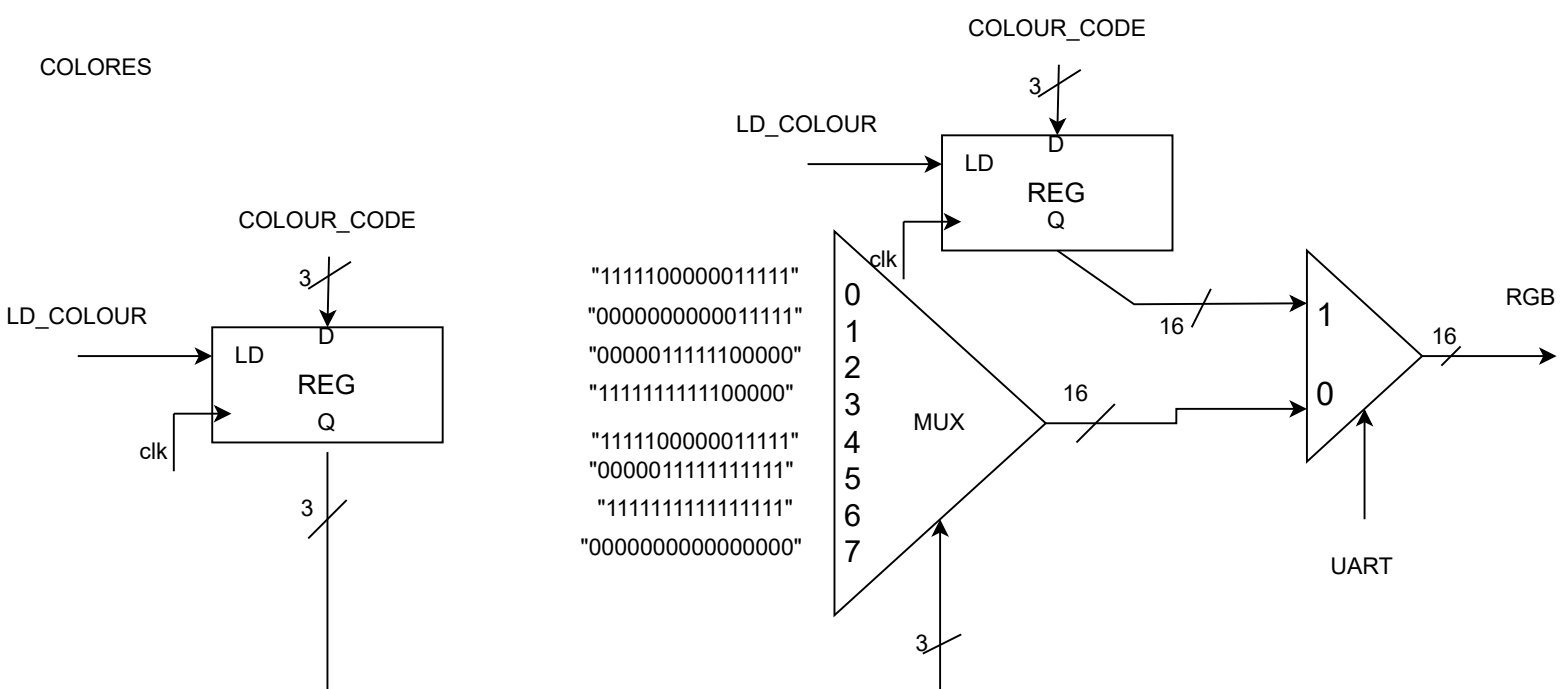 COLORES
COLOUR_CODE
3
LD_COLOUR
D
LD
REG
Q
clk
3
COLOUR_CODE
3
LD_COLOUR
D
LD
REG
Q
clk
16
"1111100000011111"
"0000000000011111"
"0000011111100000"
"1111111111100000"
"1111100000011111"
"0000011111111111"
"1111111111111111"
"0000000000000000"
0
1
2
3
4
5
6
7
MUX
3
16
1
0
16
RGB
UART